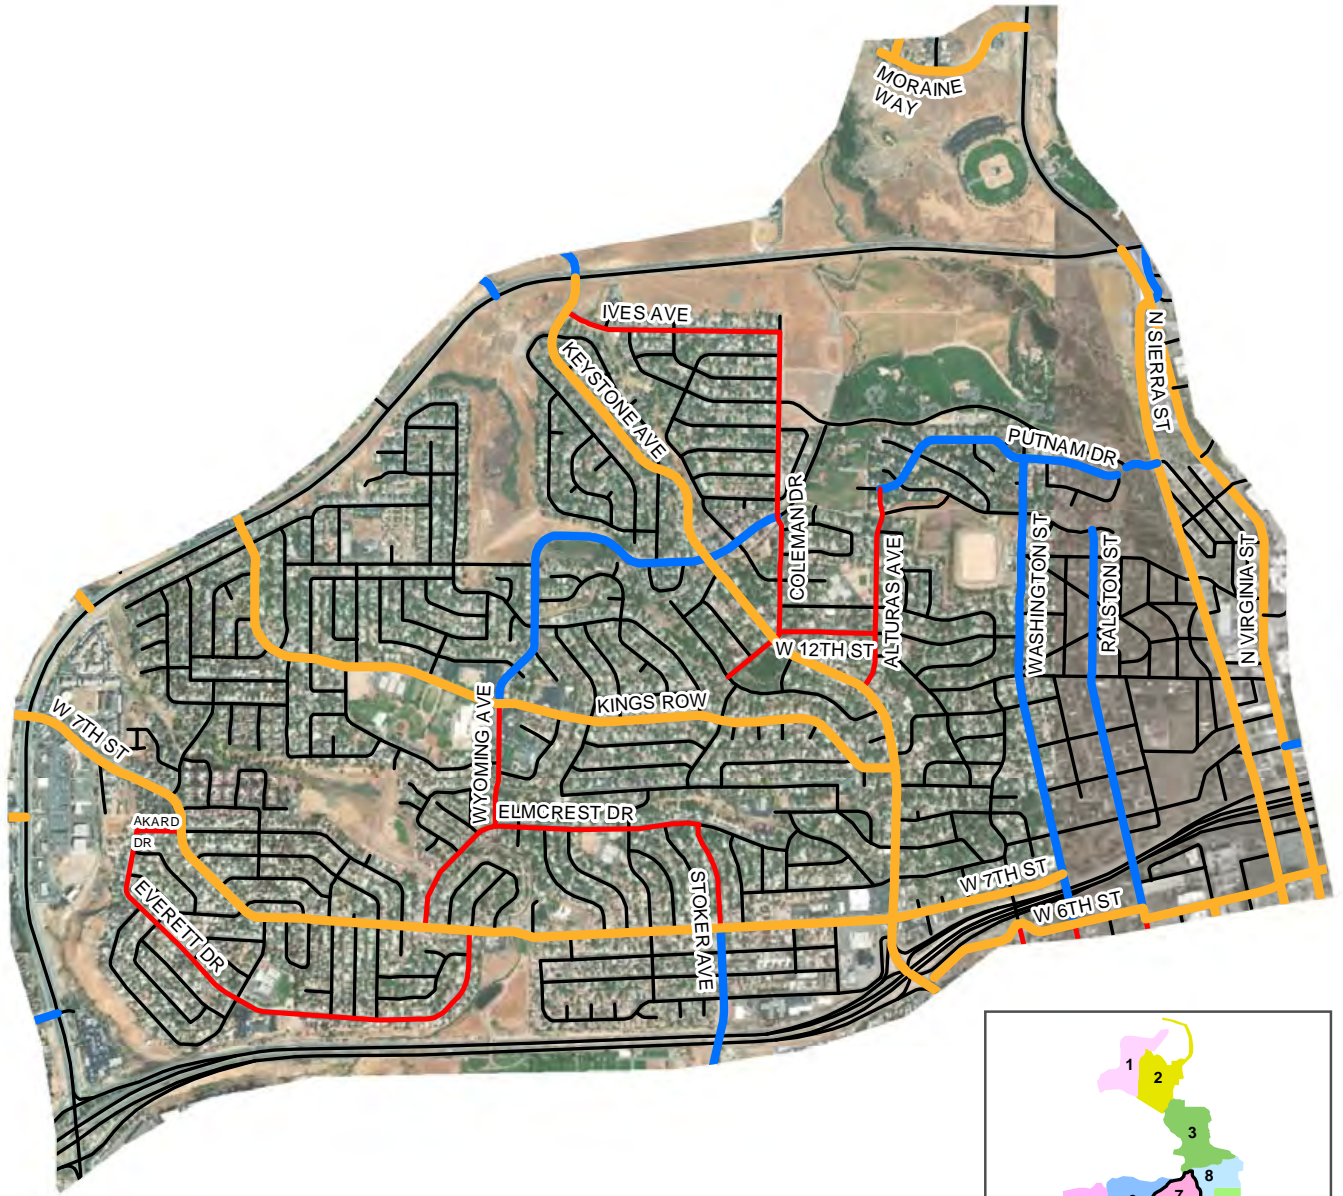 MORAINE
WAY
IVES AVE
KEYSTONE AVE
N SIERRA ST
PUTNAM DR
COLEMAN DR
ALTURAS AVE
WASHINGTON ST
RALSTON ST
N VIRGINIA ST
W 12TH ST
KINGS ROW
WYOMING AVE
W 7TH ST
ELMCREST DR
AKARD
DR
EVERETT DR
STOKER AVE
W 7TH ST
W 6TH ST
1
2
3
8
7